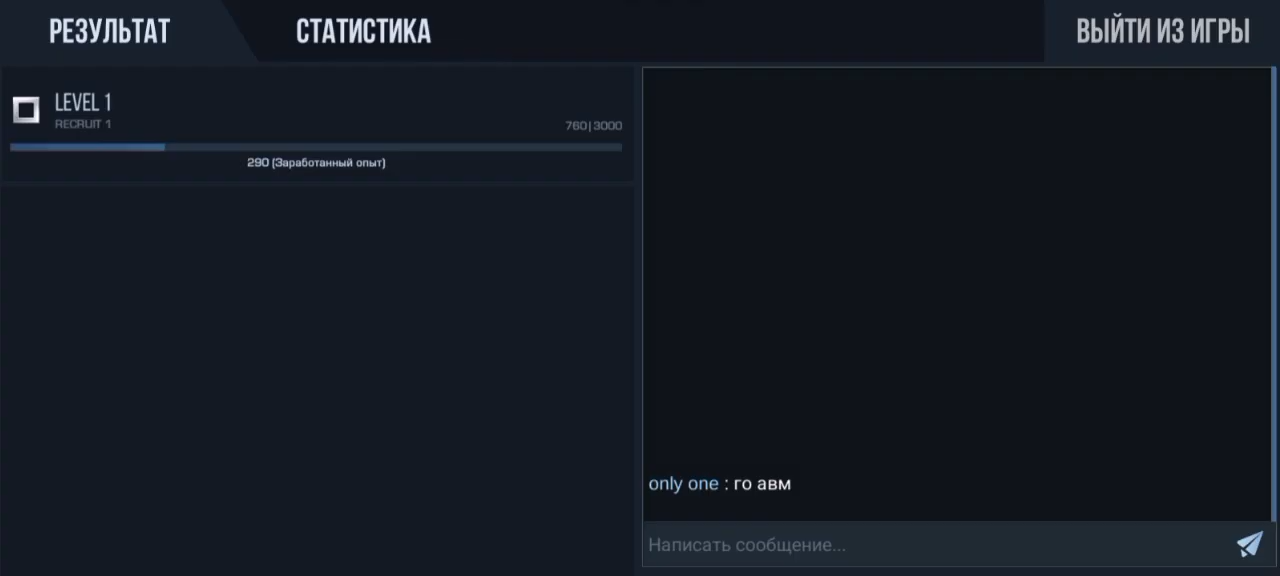 РЕЗУЛЬТАТ
СТАТИСТИКА
ВЫЙТИ ИЗ ИГРЫ
LEVEL 1
RECRUIT 1
760|3000
290 (Заработанный опыт)
only one : го авм
Написать сообщение...